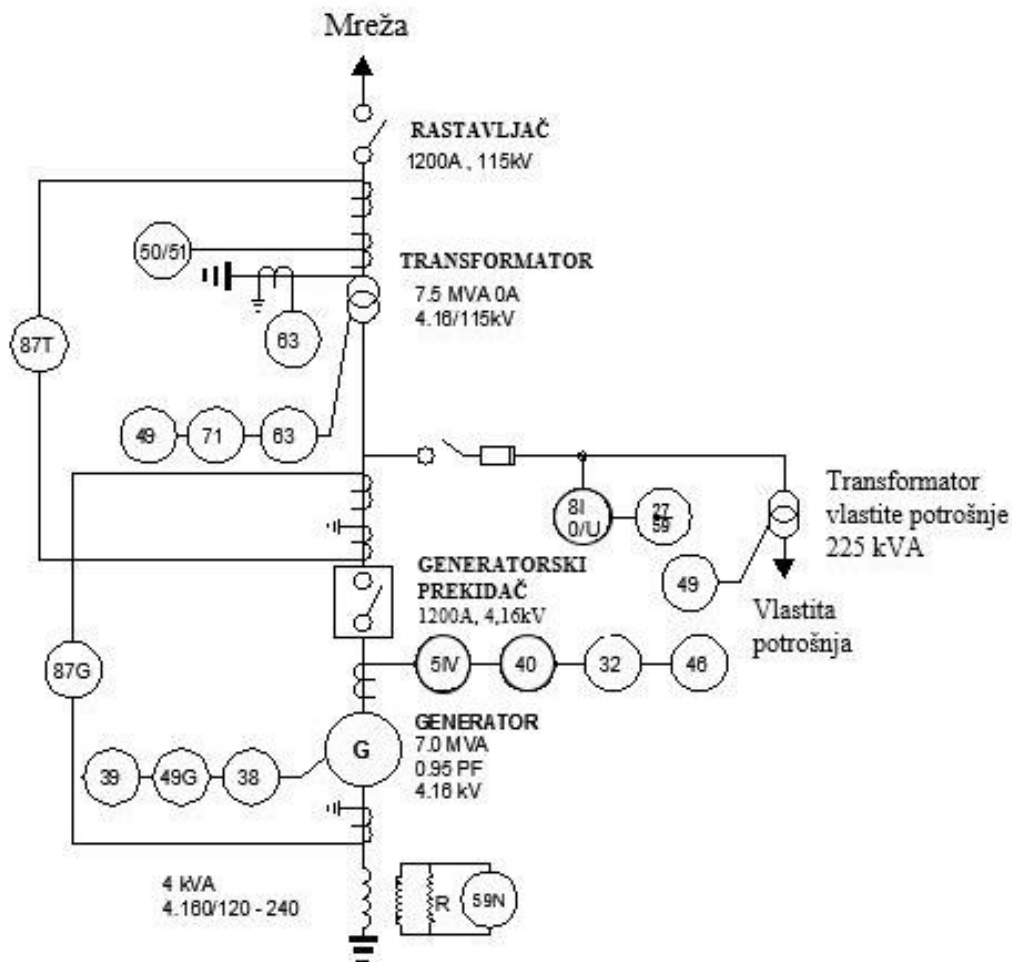 Mreža
RASTAVLJAČ
1200A , 115kV
50/51
TRANSFORMATOR
7.5 MVA 0A
4.16/115kV
87T
63
49
71
63
Transformator
vlastite potrošnje
225 kVA
8I
0/U
27
59
49
GENERATORSKI
PREKIDAČ
1200A, 4,16kV
Vlastita
potrošnja
87G
5IV
40
32
46
GENERATOR
7.0 MVA
0.95 PF
4.16 kV
G
39
49G
38
4 kVA
4.160/120 - 240
R
59N